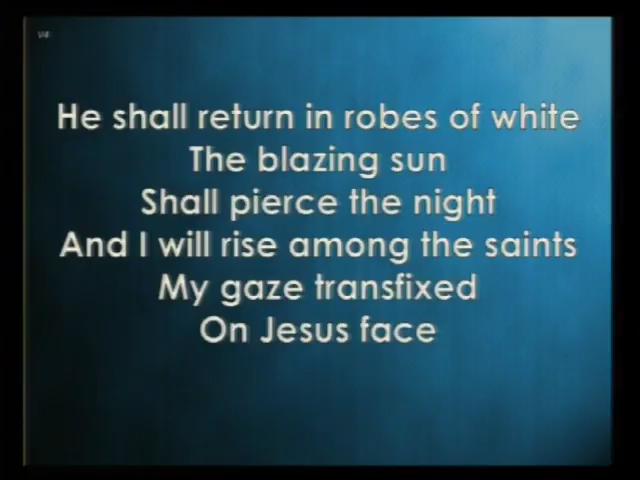 He shall return in robes of white
The blazing sun
Shall pierce the night
And I will rise among the saints
My gaze transfixed
On Jesus face